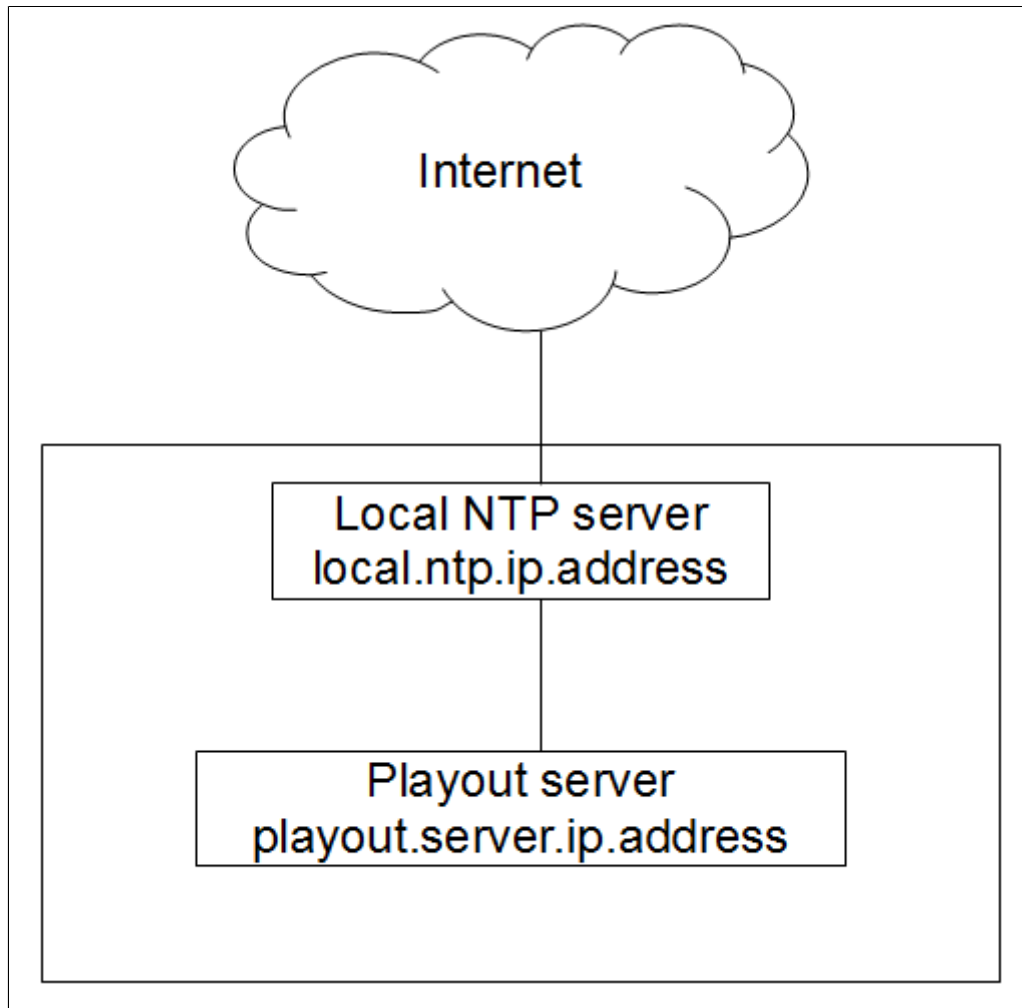 Internet
Local NTP server
local.ntp.ip.address
Playout server
playout.server.ip.address